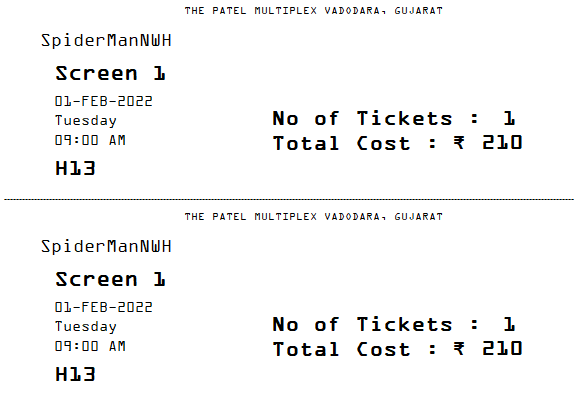 THE PATEL MULTIPLEX VADODARA, GUJARAT
SpiderManNWH
Screen 1
01-FEB-2022
Tuesday
09:00 AM
H13
No of Tickets : 1
Total Cost : ₹ 210
THE PATEL MULTIPLEX VADODARA, GUJARAT
SpiderManNWH
Screen 1
01-FEB-2022
Tuesday
09:00 AM
H13
No of Tickets : 1
Total Cost : ₹ 210